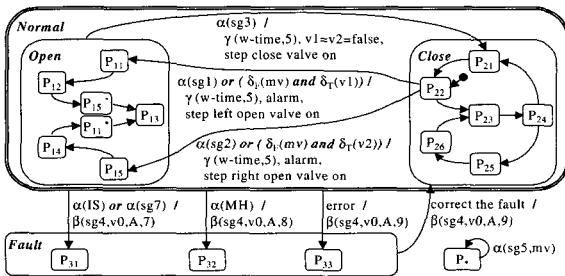 Normal
α(sg3) /
γ(w-time,5), v1=v2=false,
step close valve on
Open
Close
P11
P21
P12
P22
P15*
P13
P11*
P23
P24
P14
P26
P15
P25
α(sg1) or ( δF(mv) and δT(v1)) /
γ(w-time,5), alarm,
step left open valve on
α(sg2) or ( δF(mv) and δT(v2)) /
γ(w-time,5), alarm,
step right open valve on
α(IS) or α(sg7) /
β(sg4,v0,A,7)
α(MH) /
β(sg4,v0,A,8)
error /
β(sg4,v0,A,9)
correct the fault /
β(sg4,v0,A,9)
Fault
P31
P32
P33
P*
α(sg5,mv)